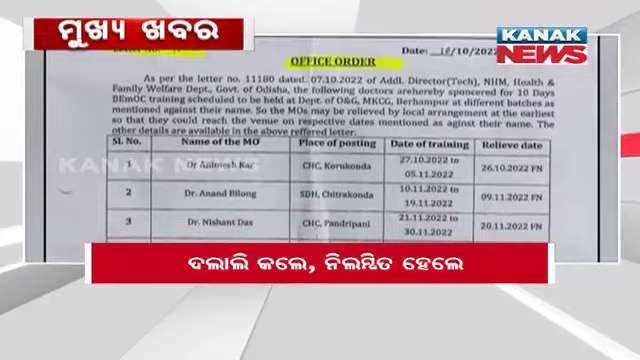 ମୁଖ୍ୟ ଖବର
KANAK
NEWS
Date: 18/10/2022
OFFICE ORDER
As per the letter no. 11180 dated. 07.10.2022 of Addl. Director(Tech), NHM, Health &
Family Welfare Dept., Govt. of Odisha, the following doctors arehereby sponcered for 10 Days
BEmOC training scheduled to be held at Dept. of O&G, MKCG, Berhampur at different batches as
mentioned against their name. So the MOs may be relieved by local arrangement at the earliest
so that they could reach the venue on respective dates mentioned as aginst their name. The
other details are available in the above reffered letter.
Sl. No. Name of the MO Place of posting Date of training Relieve date
1 Dr Animesh Kar CHC, Korukonda 27.10.2022 to 05.11.2022 26.10.2022 FN
2 Dr. Anand Bilong SDH, Chitrakonda 10.11.2022 to 19.11.2022 09.11.2022 FN
3 Dr. Nishant Das CHC, Pandripani 21.11.2022 to 30.11.2022 20.11.2022 FN
KANAK NEWS
ଦଲାଲି କଲେ, ନିଲମ୍ବିତ ହେଲେ